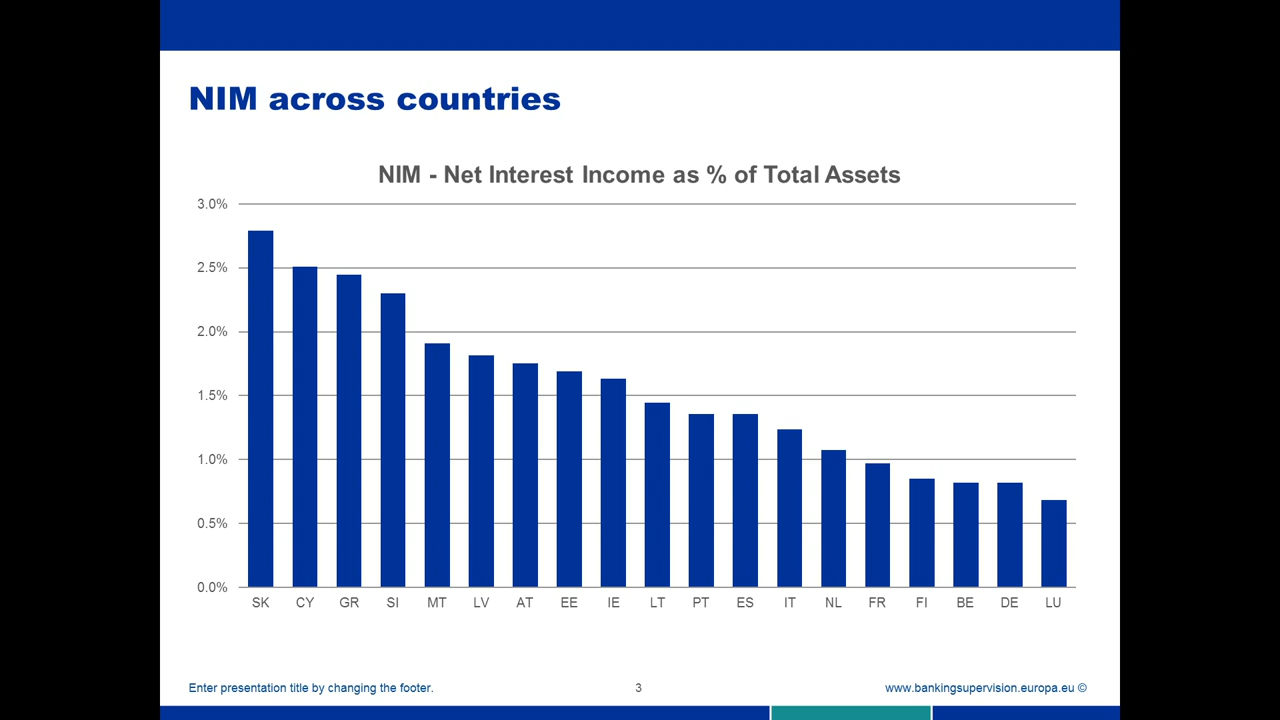 NIM across countries
NIM - Net Interest Income as % of Total Assets
3.0%
2.5%
2.0%
1.5%
1.0%
0.5%
0.0%
SK CY GR SI MT LV AT EE IE LT PT ES IT NL FR FI BE DE LU
Enter presentation title by changing the footer. 3 www.bankingsupervision.europa.eu ©